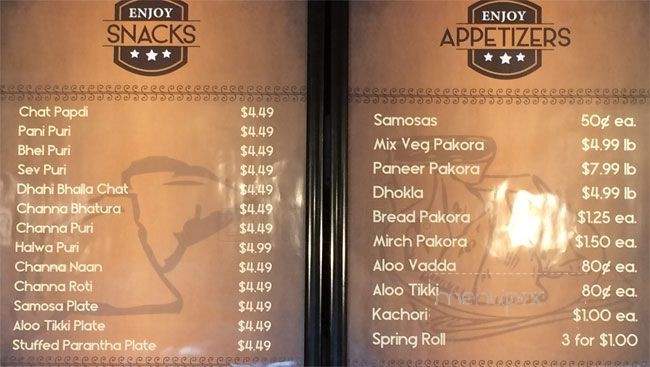 ENJOY
SNACKS
Chat Papdi $4.49
Pani Puri $4.49
Bhel Puri $4.49
Sev Puri $4.49
Dhahi Bhalla Chat $4.49
Channa Bhatura $4.49
Channa Puri $4.49
Halwa Puri $4.99
Channa Naan $4.49
Channa Roti $4.49
Samosa Plate $4.49
Aloo Tikki Plate $4.49
Stuffed Parantha Plate $4.49
ENJOY
APPETIZERS
Samosas 50¢ ea.
Mix Veg Pakora $4.99 lb
Paneer Pakora $7.99 lb
Dhokla $4.99 lb
Bread Pakora $1.25 ea.
Mirch Pakora $1.50 ea.
Aloo Vadda 80¢ ea.
Aloo Tikki 80¢ ea.
Kachori $1.00 ea.
Spring Roll 3 for $1.00